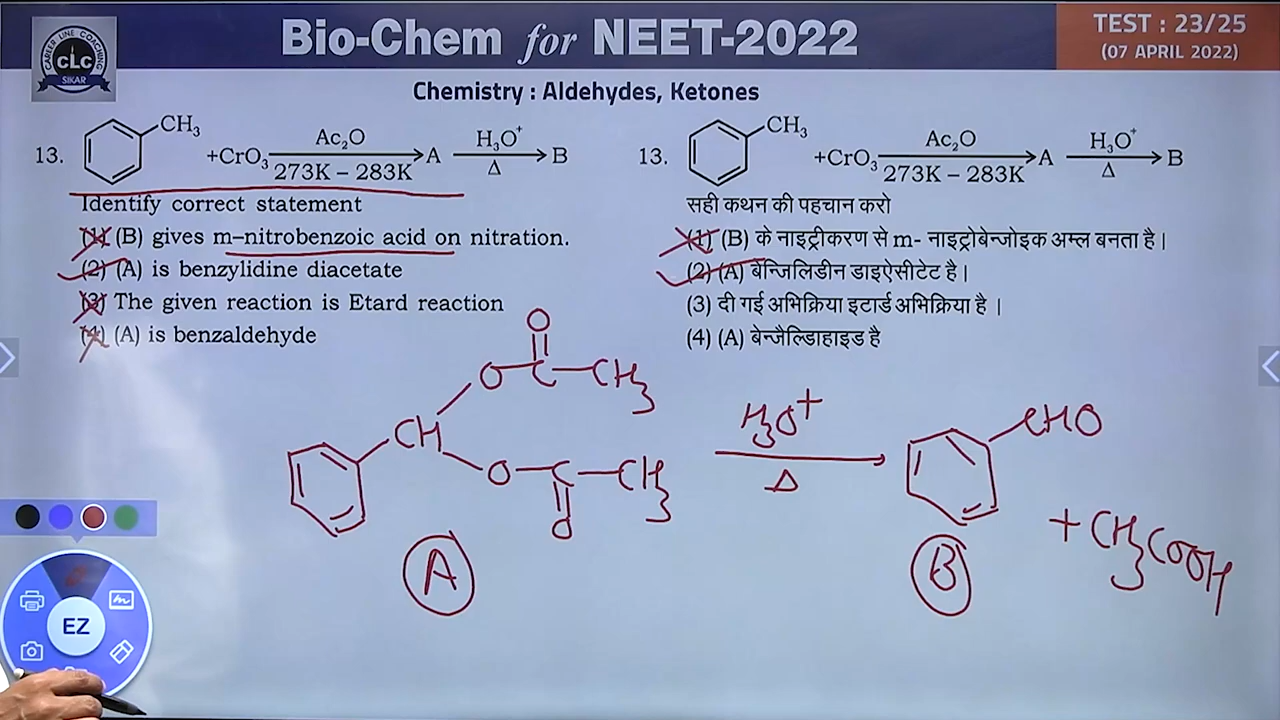 CAREER LINE COACHING
CLC
SIKAR
Bio-Chem for NEET-2022
TEST : 23/25
(07 APRIL 2022)
Chemistry : Aldehydes, Ketones
13. CH₃ +CrO₃ Ac₂O 273K – 283K A H₃O⁺ Δ B
Identify correct statement
(1) (B) gives m–nitrobenzoic acid on nitration.
(2) (A) is benzylidine diacetate
(3) The given reaction is Etard reaction
(4) (A) is benzaldehyde
13. CH₃ +CrO₃ Ac₂O 273K – 283K A H₃O⁺ Δ B
सही कथन की पहचान करो
(1) (B) के नाइट्रीकरण से m- नाइट्रोबेन्जोइक अम्ल बनता है।
(2) (A) बेन्जिलिडीन डाइऐसीटेट है।
(3) दी गई अभिक्रिया इटार्ड अभिक्रिया है ।
(4) (A) बेन्जैल्डिाहाइड है
O
O C CH₃
CH
O C CH₃
O
A
H₃O⁺
Δ
CHO
B
+ CH₃COOH
EZ